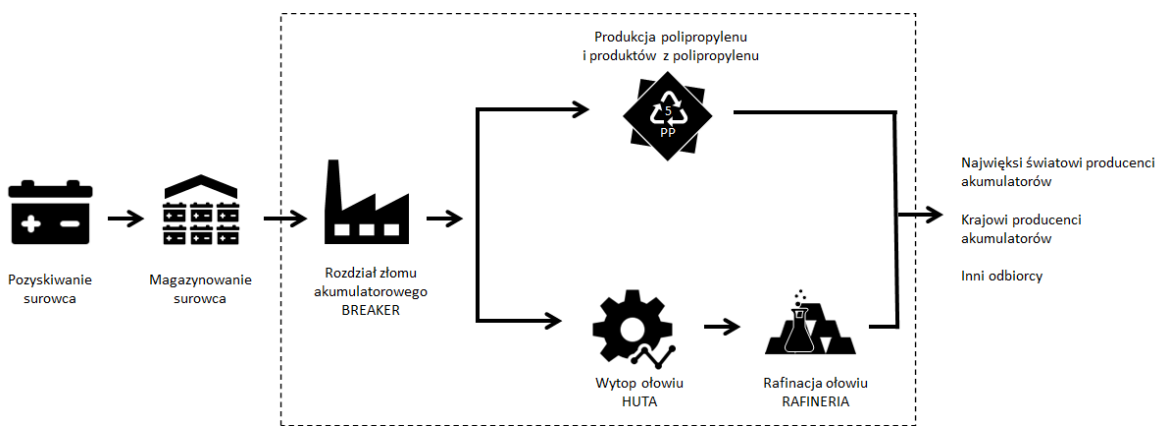 Produkcja polipropylenu
i produktów z polipropylenu
5
PP
Pozyskiwanie
surowca
Magazynowanie
surowca
Rozdział złomu
akumulatorowego
BREAKER
Wytop ołowiu
HUTA
Rafinacja ołowiu
RAFINERIA
Najwięksi światowi producenci
akumulatorów
Krajowi producenci
akumulatorów
Inni odbiorcy